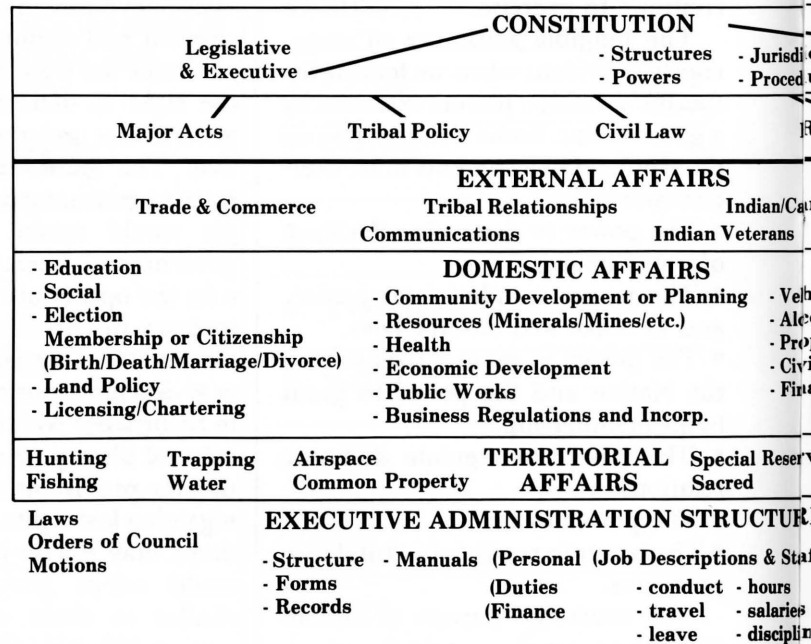 CONSTITUTION
Legislative
& Executive
- Structures
- Powers
Major Acts Tribal Policy Civil Law
EXTERNAL AFFAIRS
Trade & Commerce Tribal Relationships
Communications Indian Veterans
- Education
- Social
- Election
Membership or Citizenship
(Birth/Death/Marriage/Divorce)
- Land Policy
- Licensing/Chartering
DOMESTIC AFFAIRS
- Community Development or Planning
- Resources (Minerals/Mines/etc.)
- Health
- Economic Development
- Public Works
- Business Regulations and Incorp.
Hunting Trapping Airspace TERRITORIAL Special
Fishing Water Common Property AFFAIRS Sacred
Laws
Orders of Council
Motions
EXECUTIVE ADMINISTRATION
- Structure - Manuals (Personal (Job Descriptions &
- Forms (Duties - conduct - hours
- Records (Finance - travel - salaries
- leave